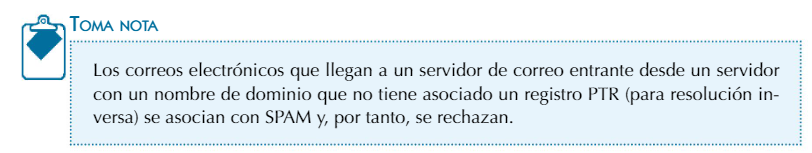 TOMA NOTA
Los correos electrónicos que llegan a un servidor de correo entrante desde un servidor
con un nombre de dominio que no tiene asociado un registro PTR (para resolución in-
versa) se asocian con SPAM y, por tanto, se rechazan.